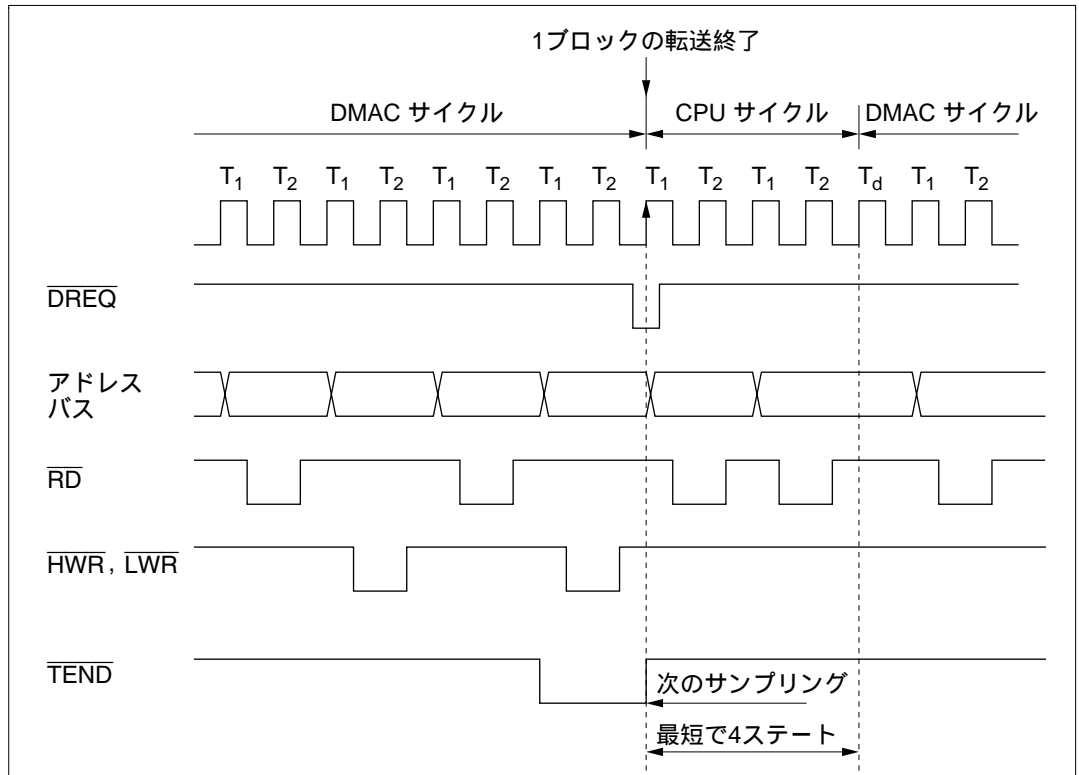 1ブロックの転送終了
DMAC サイクル CPU サイクル DMAC サイクル
T1 T2 T1 T2 T1 T2 T1 T2 T1 T2 T1 T2 Td T1 T2
DREQ
アドレス
バス
RD
HWR, LWR
TEND
次のサンプリング
最短で4ステート